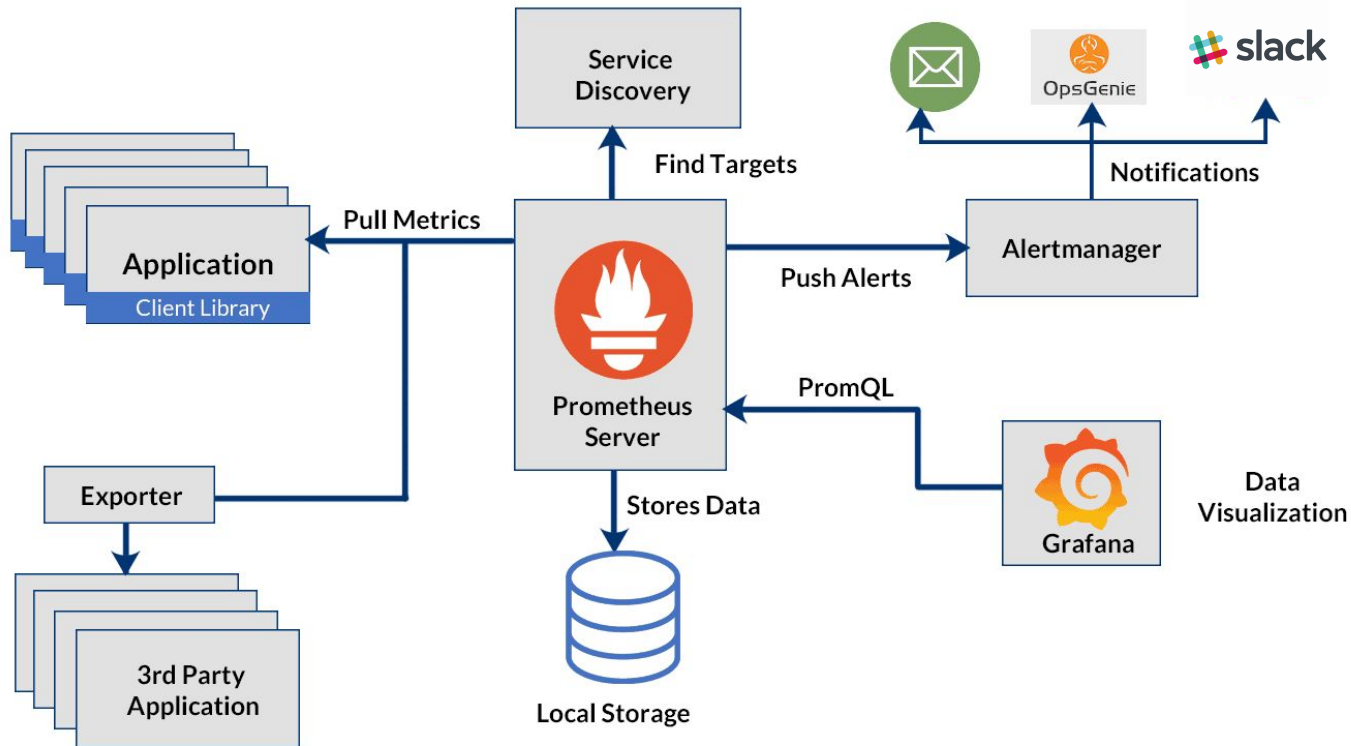 Service
Discovery
OpsGenie
slack
Find Targets
Notifications
Pull Metrics
Application
Client Library
Push Alerts
Alertmanager
Prometheus
Server
PromQL
Exporter
Stores Data
Grafana
Data
Visualization
3rd Party
Application
Local Storage